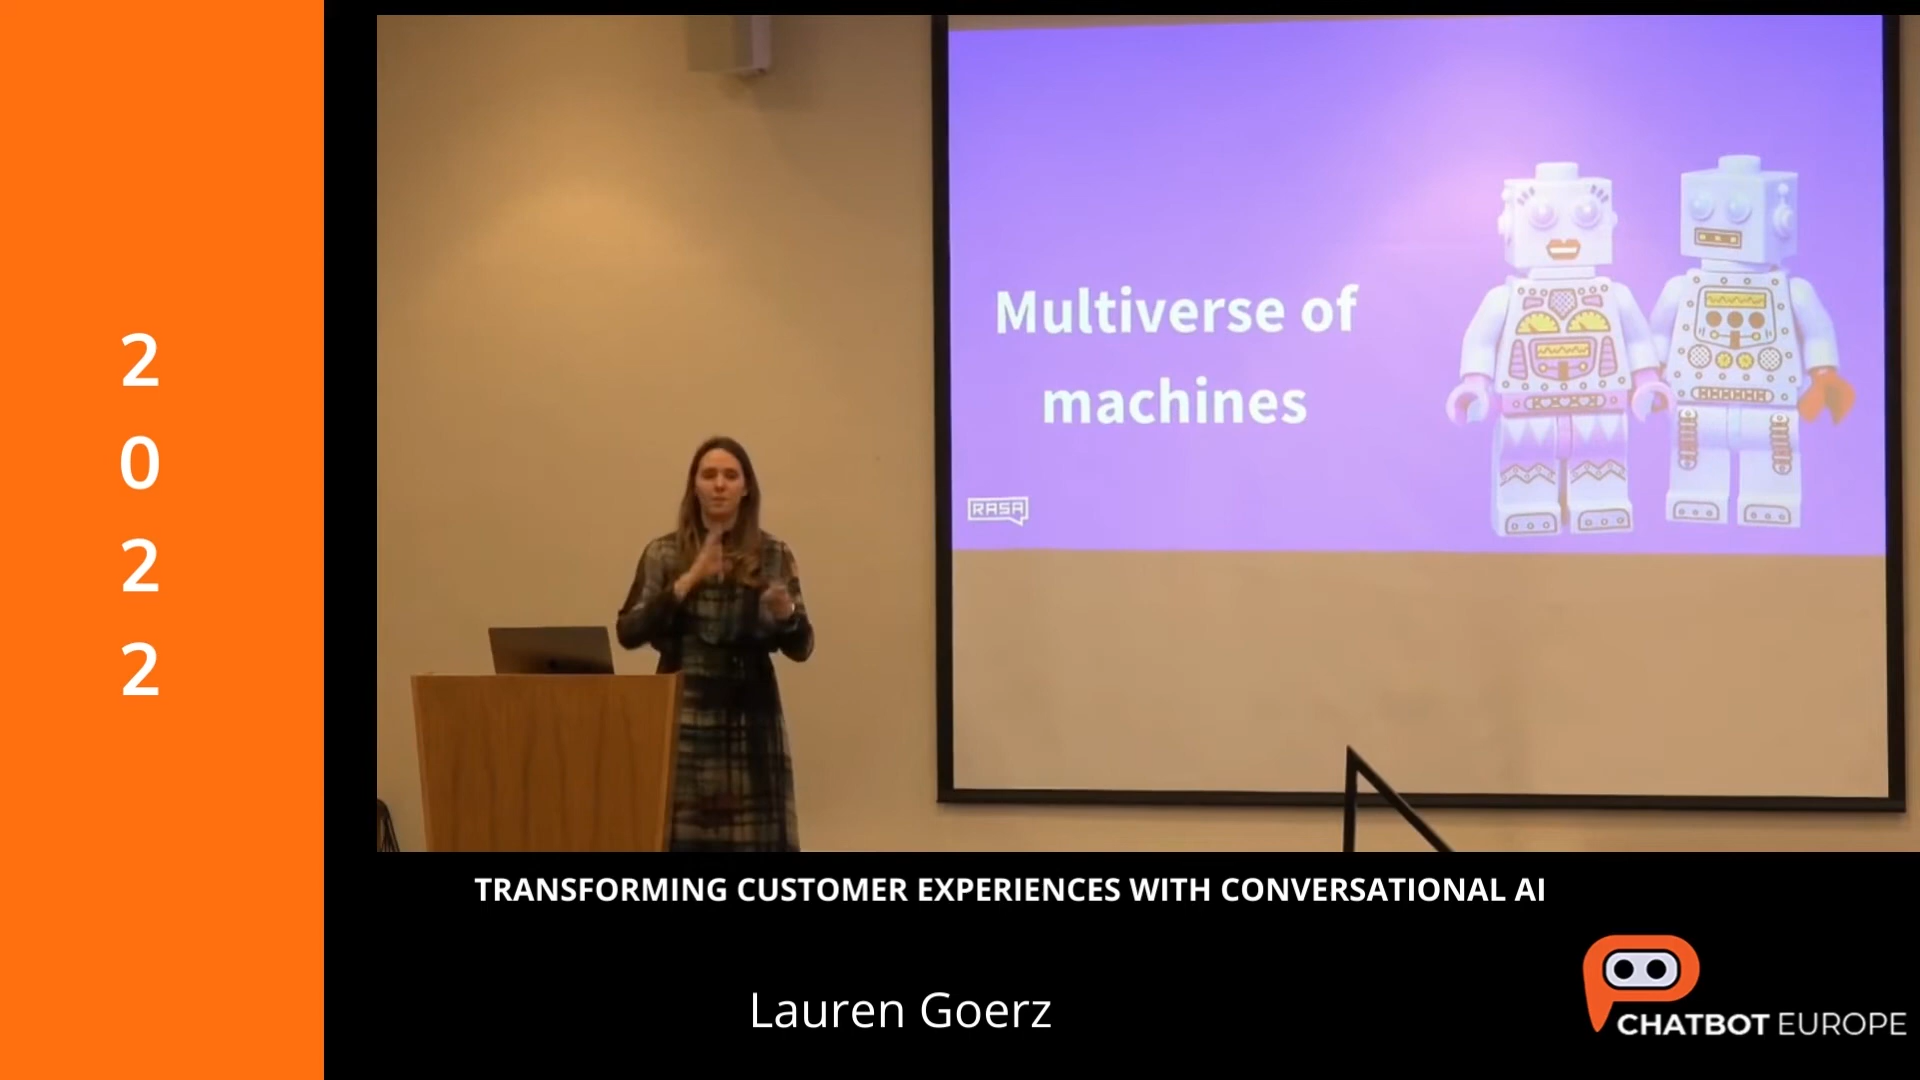 2
0
2
2
Multiverse of
machines
RASA
TRANSFORMING CUSTOMER EXPERIENCES WITH CONVERSATIONAL AI
Lauren Goerz
CHATBOT EUROPE